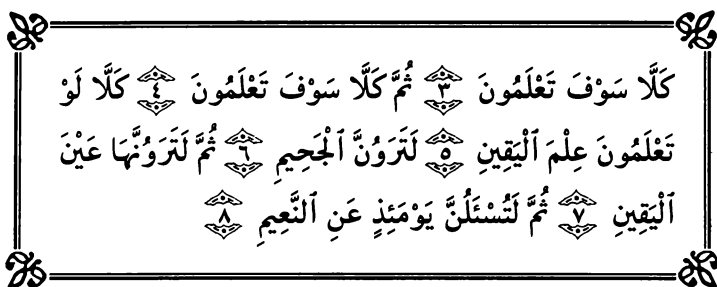 كَلَّا سَوْفَ تَعْلَمُونَ ٣ ثُمَّ كَلَّا سَوْفَ تَعْلَمُونَ ٤ كَلَّا لَوْ
تَعْلَمُونَ عِلْمَ ٱلْيَقِينِ ٥ لَتَرَوُنَّ ٱلْجَحِيمِ ٦ ثُمَّ لَتَرَوُنَّهَا عَيْنَ
ٱلْيَقِينِ ٧ ثُمَّ لَتُسْـَٔلُنَّ يَوْمَئِذٍ عَنِ ٱلنَّعِيمِ ٨